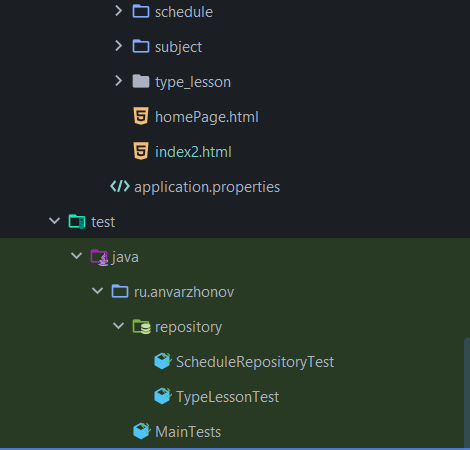 schedule
subject
type_lesson
homePage.html
index2.html
application.properties
test
java
ru.anvarzhonov
repository
ScheduleRepositoryTest
TypeLessonTest
MainTests